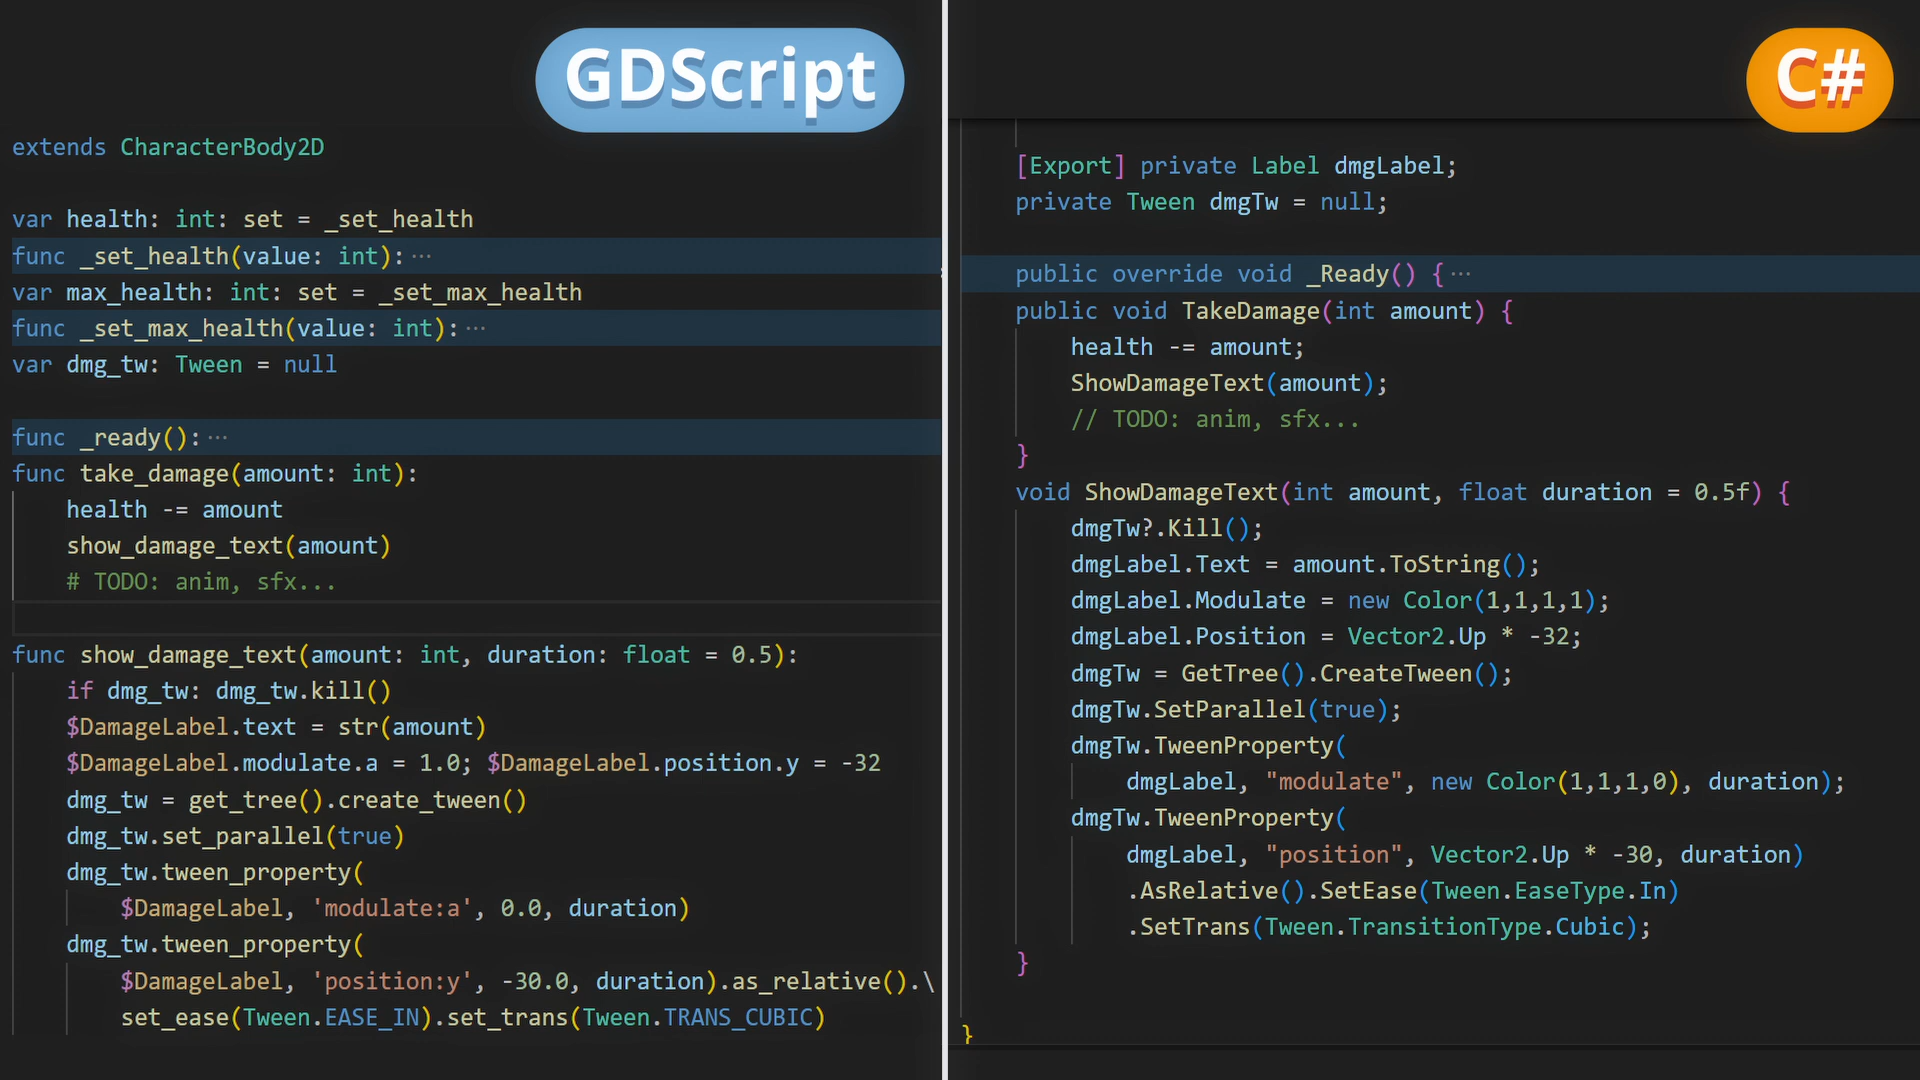 GDScript
extends CharacterBody2D
var health: int: set = _set_health
func _set_health(value: int): ···
var max_health: int: set = _set_max_health
func _set_max_health(value: int): ···
var dmg_tw: Tween = null
func _ready(): ···
func take_damage(amount: int):
health -= amount
show_damage_text(amount)
# TODO: anim, sfx...
func show_damage_text(amount: int, duration: float = 0.5):
if dmg_tw: dmg_tw.kill()
$DamageLabel.text = str(amount)
$DamageLabel.modulate.a = 1.0; $DamageLabel.position.y = -32
dmg_tw = get_tree().create_tween()
dmg_tw.set_parallel(true)
dmg_tw.tween_property(
$DamageLabel, 'modulate:a', 0.0, duration)
dmg_tw.tween_property(
$DamageLabel, 'position:y', -30.0, duration).as_relative().\
set_ease(Tween.EASE_IN).set_trans(Tween.TRANS_CUBIC)
C#
[Export] private Label dmgLabel;
private Tween dmgTw = null;
public override void _Ready() { ···
public void TakeDamage(int amount) {
health -= amount;
ShowDamageText(amount);
// TODO: anim, sfx...
}
void ShowDamageText(int amount, float duration = 0.5f) {
dmgTw?.Kill();
dmgLabel.Text = amount.ToString();
dmgLabel.Modulate = new Color(1,1,1,1);
dmgLabel.Position = Vector2.Up * -32;
dmgTw = GetTree().CreateTween();
dmgTw.SetParallel(true);
dmgTw.TweenProperty(
dmgLabel, "modulate", new Color(1,1,1,0), duration);
dmgTw.TweenProperty(
dmgLabel, "position", Vector2.Up * -30, duration)
.AsRelative().SetEase(Tween.EaseType.In)
.SetTrans(Tween.TransitionType.Cubic);
}
}